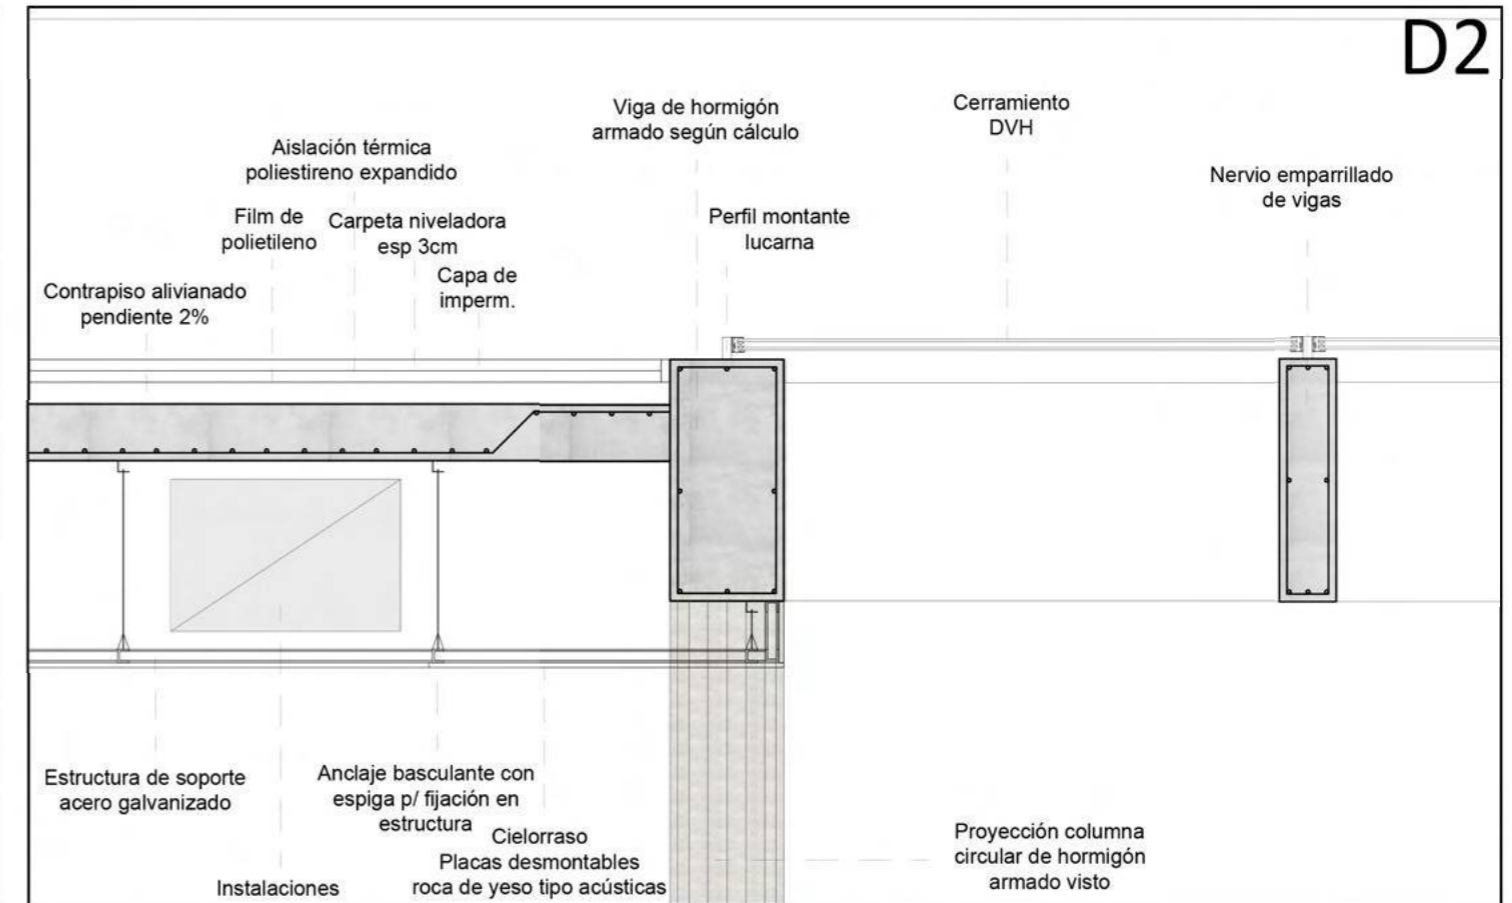 D2
Viga de hormigón
armado según cálculo
Cerramiento
DVH
Aislación térmica
poliestireno expandido
Nervio emparrillado
de vigas
Film de
polietileno
Carpeta niveladora
esp 3cm
Perfil montante
lucarna
Capa de
imperm.
Contrapiso alivianado
pendiente 2%
Estructura de soporte
acero galvanizado
Anclaje basculante con
espiga p/ fijación en
estructura
Cielorraso
Placas desmontables
roca de yeso tipo acústicas
Instalaciones
Proyección columna
circular de hormigón
armado visto